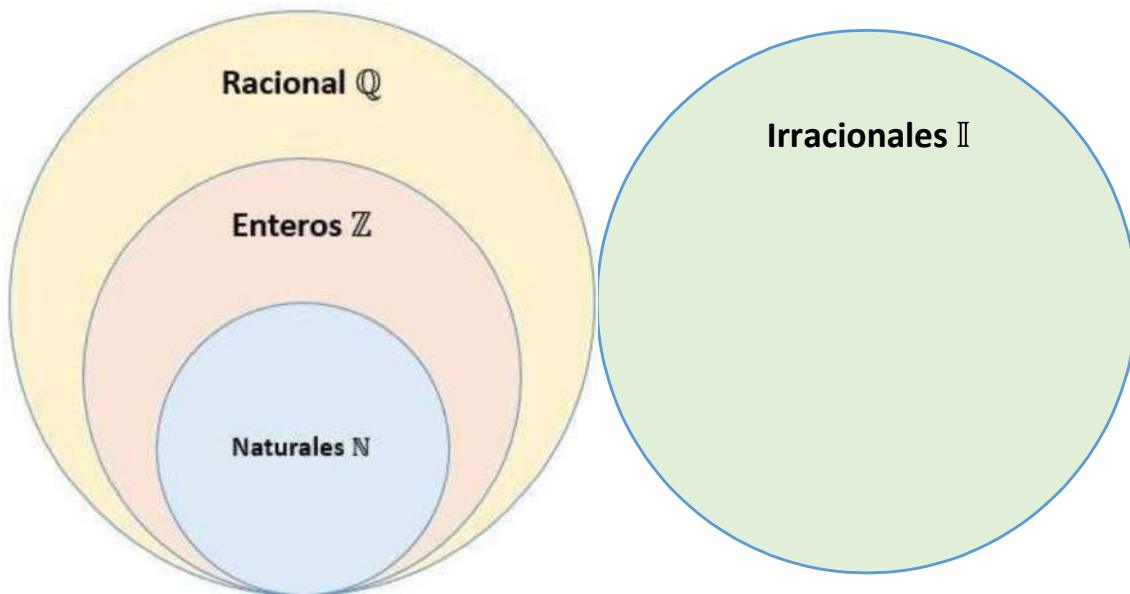 Racional ℚ
Irracionales 𝕀
Enteros ℤ
Naturales ℕ